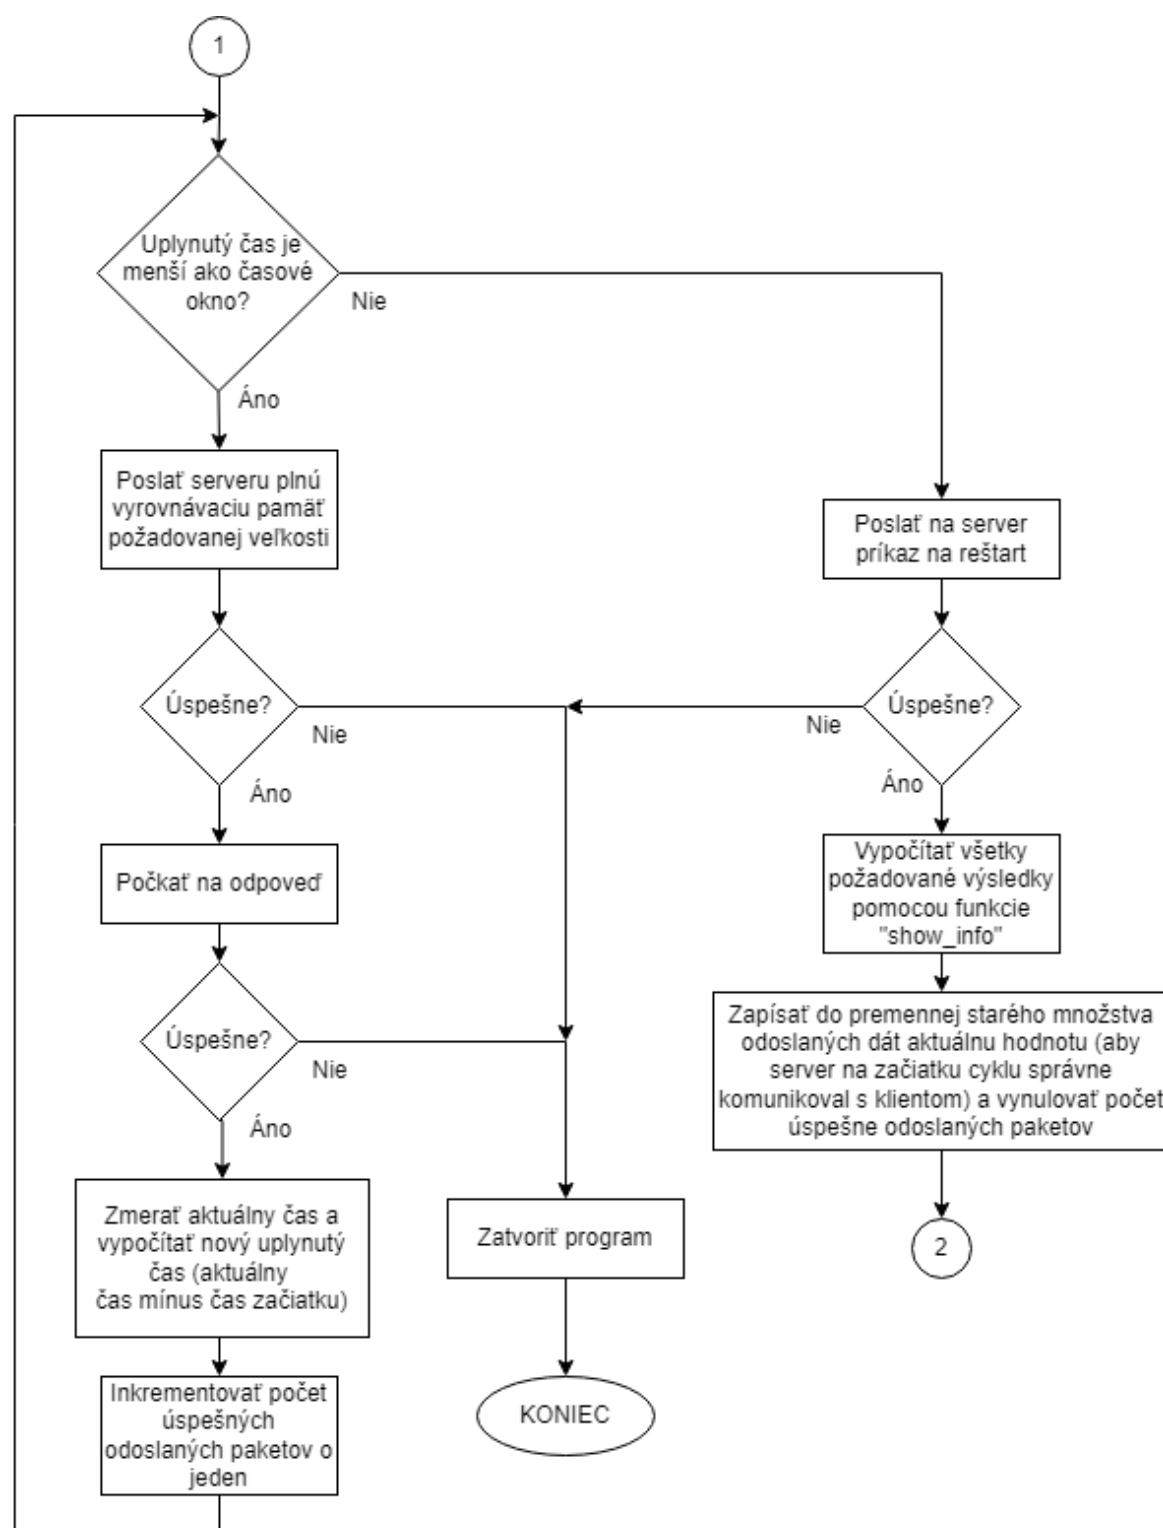 1
Uplynutý čas je
menší ako časové
okno?
Nie
Áno
Poslať serveru plnú
vyrovnávaciu pamäť
požadovanej veľkosti
Poslať na server
príkaz na reštart
Úspešne?
Nie
Áno
Úspešne?
Nie
Áno
Počkať na odpoveď
Vypočítať všetky
požadované výsledky
pomocou funkcie
"show_info"
Úspešne?
Nie
Áno
Zapísať do premennej starého množstva
odoslaných dát aktuálnu hodnotu (aby
server na začiatku cyklu správne
komunikoval s klientom) a vynulovať počet
úspešne odoslaných paketov
Zmerať aktuálny čas a
vypočítať nový uplynutý
čas (aktuálny
čas mínus čas začiatku)
Zatvoriť program
2
Inkrementovať počet
úspešných
odoslaných paketov o
jeden
KONIEC